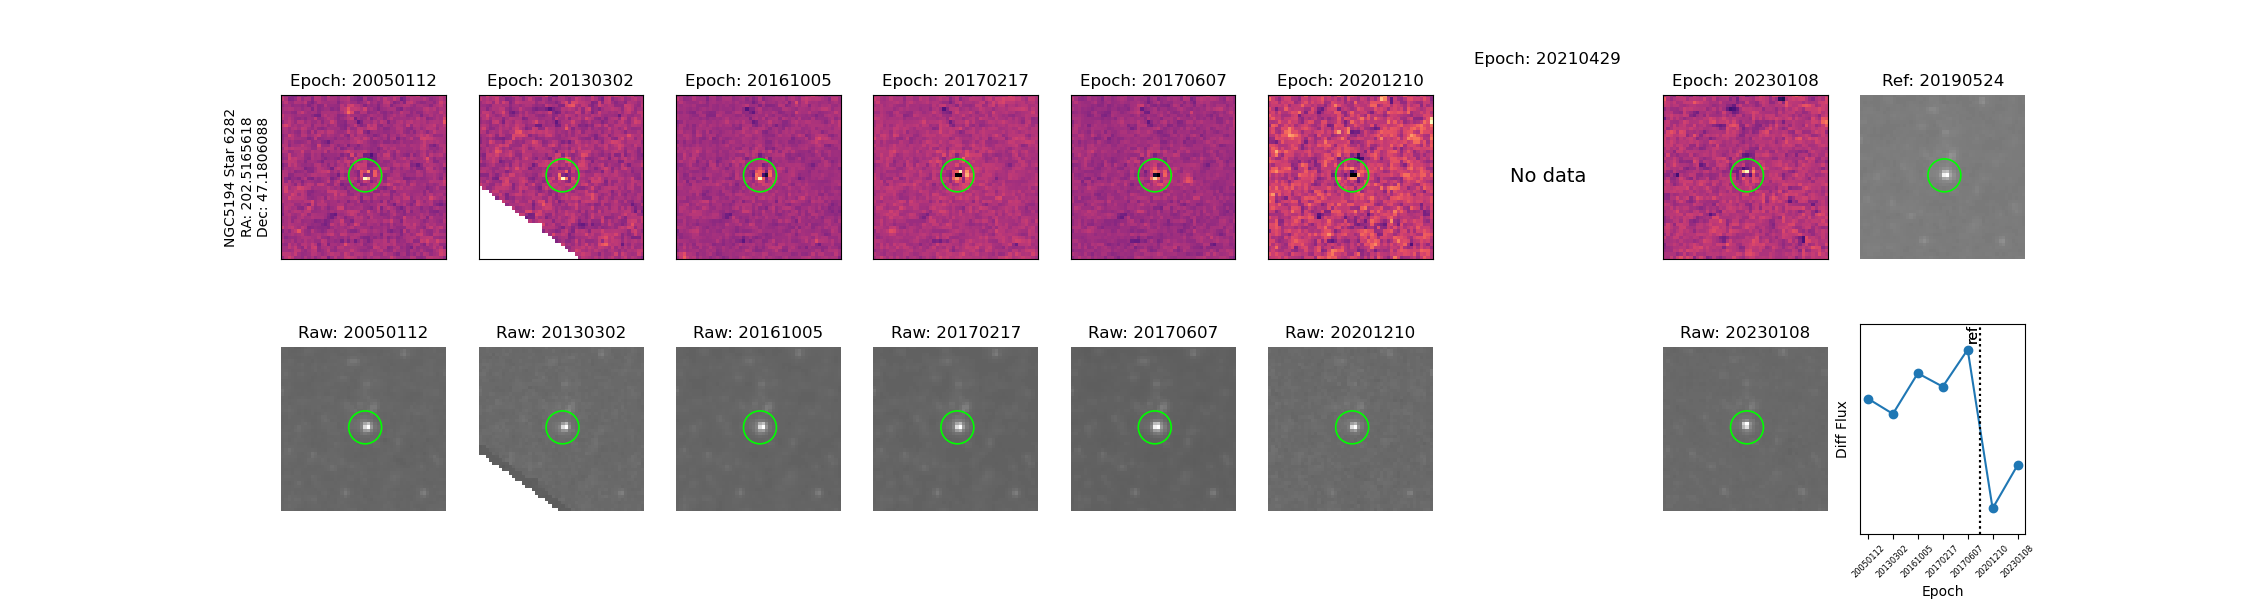 Epoch: 20210429
Epoch: 20050112
Epoch: 20130302
Epoch: 20161005
Epoch: 20170217
Epoch: 20170607
Epoch: 20201210
Epoch: 20230108
Ref: 20190524
NGC5194 Star 6282
RA: 202.5165618
Dec: 47.1806088
No data
Raw: 20050112
Raw: 20130302
Raw: 20161005
Raw: 20170217
Raw: 20170607
Raw: 20201210
Raw: 20230108
ref
Diff Flux
20050112
20130302
20161005
20170217
20170607
20201210
20230108
Epoch